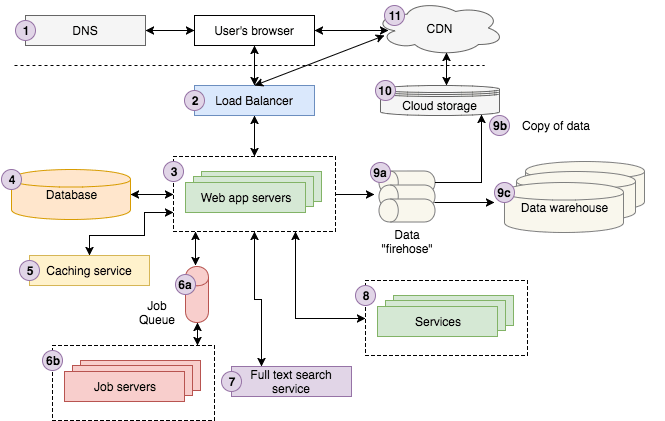 1
DNS
User's browser
11
CDN
2
Load Balancer
10
Cloud storage
9b
Copy of data
3
Web app servers
4
Database
9a
Data
"firehose"
9c
Data warehouse
5
Caching service
6a
Job
Queue
8
Services
6b
Job servers
7
Full text search
service